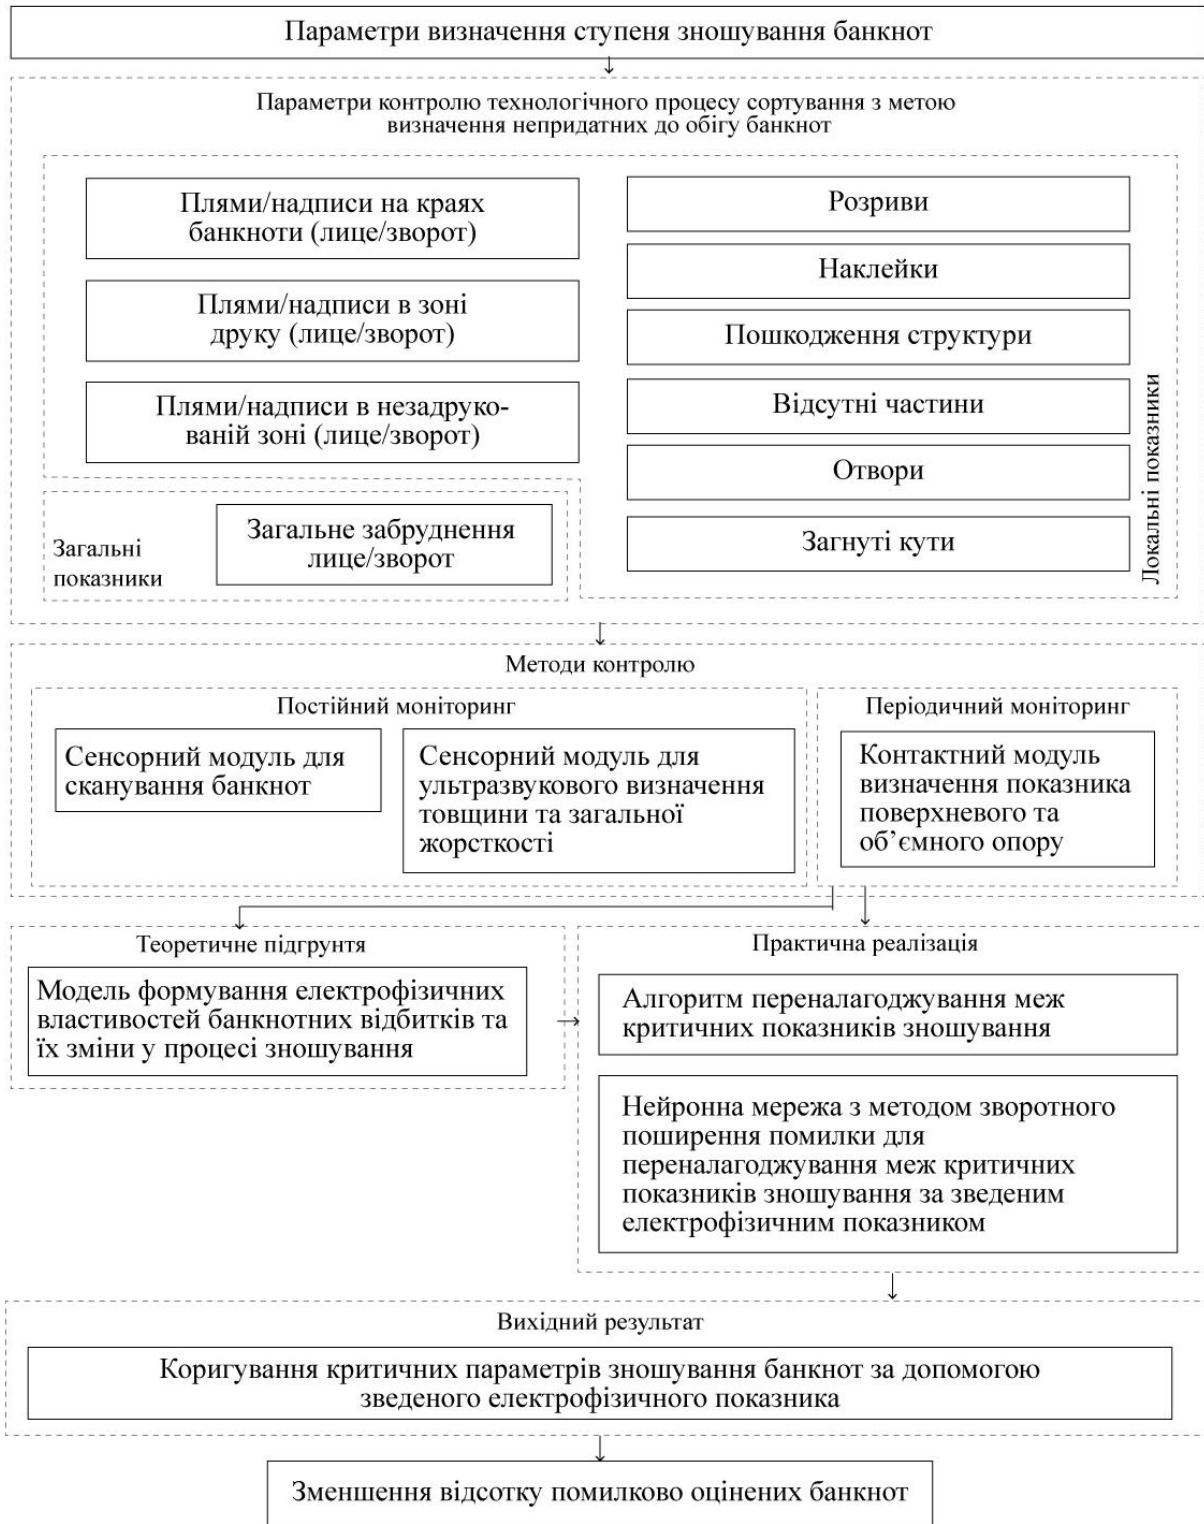 Параметри визначення ступеня зношування банкнот
Параметри контролю технологічного процесу сортування з метою
визначення непридатних до обігу банкнот
Плями/надписи на краях
банкноти (лице/зворот)
Плями/надписи в зоні
друку (лице/зворот)
Плями/надписи в незадруко-
ваній зоні (лице/зворот)
Розриви
Наклейки
Пошкодження структури
Відсутні частини
Отвори
Загнуті кути
Локальні показники
Загальні
показники
Загальне забруднення
лице/зворот
Методи контролю
Постійний моніторинг
Сенсорний модуль для
сканування банкнот
Сенсорний модуль для
ультразвукового визначення
товщини та загальної
жорсткості
Періодичний моніторинг
Контактний модуль
визначення показника
поверхневого та
об’ємного опору
Теоретичне підгрунтя
Модель формування електрофізичних
властивостей банкнотних відбитків та
їх зміни у процесі зношування
Практична реалізація
Алгоритм переналагоджування меж
критичних показників зношування
Нейронна мережа з методом зворотного
поширення помилки для
переналагоджування меж критичних
показників зношування за зведеним
електрофізичним показником
Вихідний результат
Коригування критичних параметрів зношування банкнот за допомогою
зведеного електрофізичного показника
Зменшення відсотку помилково оцінених банкнот